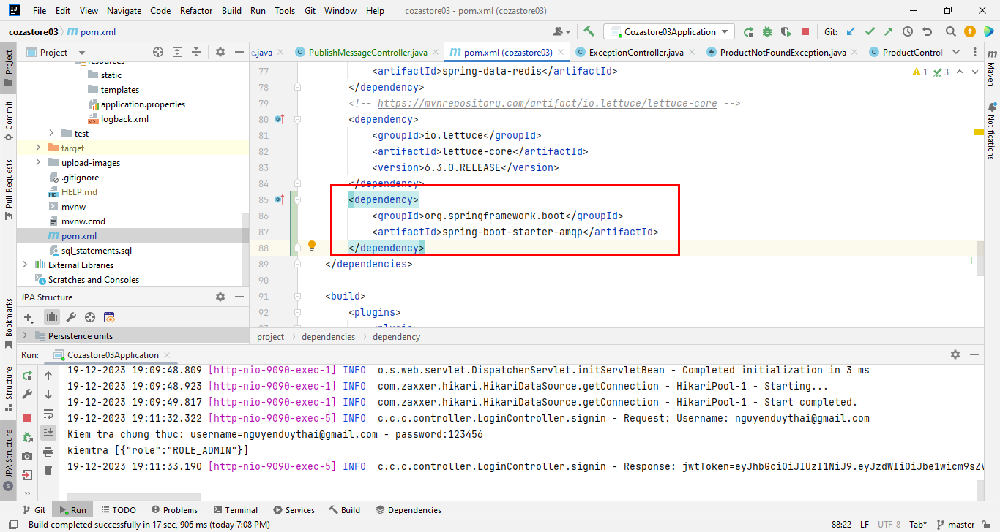 File Edit View Navigate Code Refactor Build Run Tools Git Window Help cozastore03 - pom.xml (cozastore03)
cozastore03 pom.xml
Cozastore03Application
Git:
Project
e.java
PublishMessageController.java
pom.xml (cozastore03)
ExceptionController.java
ProductNotFoundException.java
ProductControl
resources
static
templates
application.properties
logback.xml
test
target
upload-images
.gitignore
HELP.md
mvnw
mvnw.cmd
pom.xml
sql_statements.sql
External Libraries
Scratches and Consoles
JPA Structure
Persistence units
77 <artifactId>spring-data-redis</artifactId>
78 </dependency>
79 <!-- https://mvnrepository.com/artifact/io.lettuce/lettuce-core -->
80 <dependency>
81 <groupId>io.lettuce</groupId>
82 <artifactId>lettuce-core</artifactId>
83 <version>6.3.0.RELEASE</version>
84 </dependency>
85 <dependency>
86 <groupId>org.springframework.boot</groupId>
87 <artifactId>spring-boot-starter-amqp</artifactId>
88 </dependency>
89 </dependencies>
90
91 <build>
92 <plugins>
93 <plugin>
1 3
project dependencies dependency
Run: Cozastore03Application
19-12-2023 19:09:48.809 [http-nio-9090-exec-1] INFO o.s.web.servlet.DispatcherServlet.initServletBean - Completed initialization in 3 ms
19-12-2023 19:09:48.923 [http-nio-9090-exec-1] INFO com.zaxxer.hikari.HikariDataSource.getConnection - HikariPool-1 - Starting...
19-12-2023 19:09:49.817 [http-nio-9090-exec-1] INFO com.zaxxer.hikari.HikariDataSource.getConnection - HikariPool-1 - Start completed.
19-12-2023 19:11:32.322 [http-nio-9090-exec-5] INFO c.c.c.controller.LoginController.signin - Request: Username: nguyenduythai@gmail.com
Kiem tra chung thuc: username=nguyenduythai@gmail.com - password:123456
kiemtra [{"role":"ROLE_ADMIN"}]
19-12-2023 19:11:33.190 [http-nio-9090-exec-5] INFO c.c.c.controller.LoginController.signin - Response: jwtToken=eyJhbGciOiJIUzI1NiJ9.eyJzdWIiOiJbe1wicm9sZV
Project
Commit
Pull Requests
Bookmarks
Structure
JPA Structure
Maven
Notifications
Git Run TODO Problems Terminal Services Build Dependencies
Build completed successfully in 17 sec, 906 ms (today 7:08 PM)
88:22 LF UTF-8 Tab* master